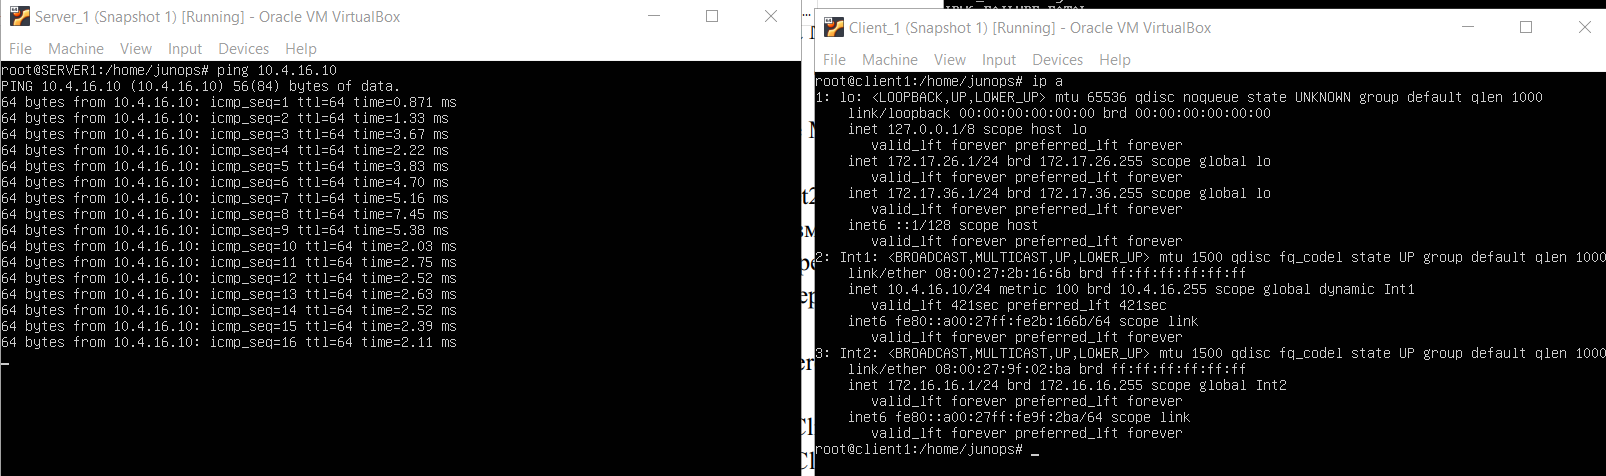 Server_1 (Snapshot 1) [Running] - Oracle VM VirtualBox
File Machine View Input Devices Help
root@SERVER1:/home/junops# ping 10.4.16.10
PING 10.4.16.10 (10.4.16.10) 56(84) bytes of data.
64 bytes from 10.4.16.10: icmp_seq=1 ttl=64 time=0.871 ms
64 bytes from 10.4.16.10: icmp_seq=2 ttl=64 time=1.33 ms
64 bytes from 10.4.16.10: icmp_seq=3 ttl=64 time=3.67 ms
64 bytes from 10.4.16.10: icmp_seq=4 ttl=64 time=2.22 ms
64 bytes from 10.4.16.10: icmp_seq=5 ttl=64 time=3.83 ms
64 bytes from 10.4.16.10: icmp_seq=6 ttl=64 time=4.70 ms
64 bytes from 10.4.16.10: icmp_seq=7 ttl=64 time=5.16 ms
64 bytes from 10.4.16.10: icmp_seq=8 ttl=64 time=7.45 ms
64 bytes from 10.4.16.10: icmp_seq=9 ttl=64 time=5.38 ms
64 bytes from 10.4.16.10: icmp_seq=10 ttl=64 time=2.03 ms
64 bytes from 10.4.16.10: icmp_seq=11 ttl=64 time=2.75 ms
64 bytes from 10.4.16.10: icmp_seq=12 ttl=64 time=2.52 ms
64 bytes from 10.4.16.10: icmp_seq=13 ttl=64 time=2.63 ms
64 bytes from 10.4.16.10: icmp_seq=14 ttl=64 time=2.52 ms
64 bytes from 10.4.16.10: icmp_seq=15 ttl=64 time=2.39 ms
64 bytes from 10.4.16.10: icmp_seq=16 ttl=64 time=2.11 ms
Client_1 (Snapshot 1) [Running] - Oracle VM VirtualBox
File Machine View Input Devices Help
root@client1:/home/junops# ip a
1: lo: <LOOPBACK,UP,LOWER_UP> mtu 65536 qdisc noqueue state UNKNOWN group default qlen 1000
link/loopback 00:00:00:00:00:00 brd 00:00:00:00:00:00
inet 127.0.0.1/8 scope host lo
valid_lft forever preferred_lft forever
inet 172.17.26.1/24 brd 172.17.26.255 scope global lo
valid_lft forever preferred_lft forever
inet 172.17.36.1/24 brd 172.17.36.255 scope global lo
valid_lft forever preferred_lft forever
inet6 ::1/128 scope host
valid_lft forever preferred_lft forever
2: Int1: <BROADCAST,MULTICAST,UP,LOWER_UP> mtu 1500 qdisc fq_codel state UP group default qlen 1000
link/ether 08:00:27:2b:16:6b brd ff:ff:ff:ff:ff:ff
inet 10.4.16.10/24 metric 100 brd 10.4.16.255 scope global dynamic Int1
valid_lft 421sec preferred_lft 421sec
inet6 fe80::a00:27ff:fe2b:166b/64 scope link
valid_lft forever preferred_lft forever
3: Int2: <BROADCAST,MULTICAST,UP,LOWER_UP> mtu 1500 qdisc fq_codel state UP group default qlen 1000
link/ether 08:00:27:9f:02:ba brd ff:ff:ff:ff:ff:ff
inet 172.16.16.1/24 brd 172.16.16.255 scope global Int2
valid_lft forever preferred_lft forever
inet6 fe80::a00:27ff:fe9f:2ba/64 scope link
valid_lft forever preferred_lft forever
root@client1:/home/junops# _